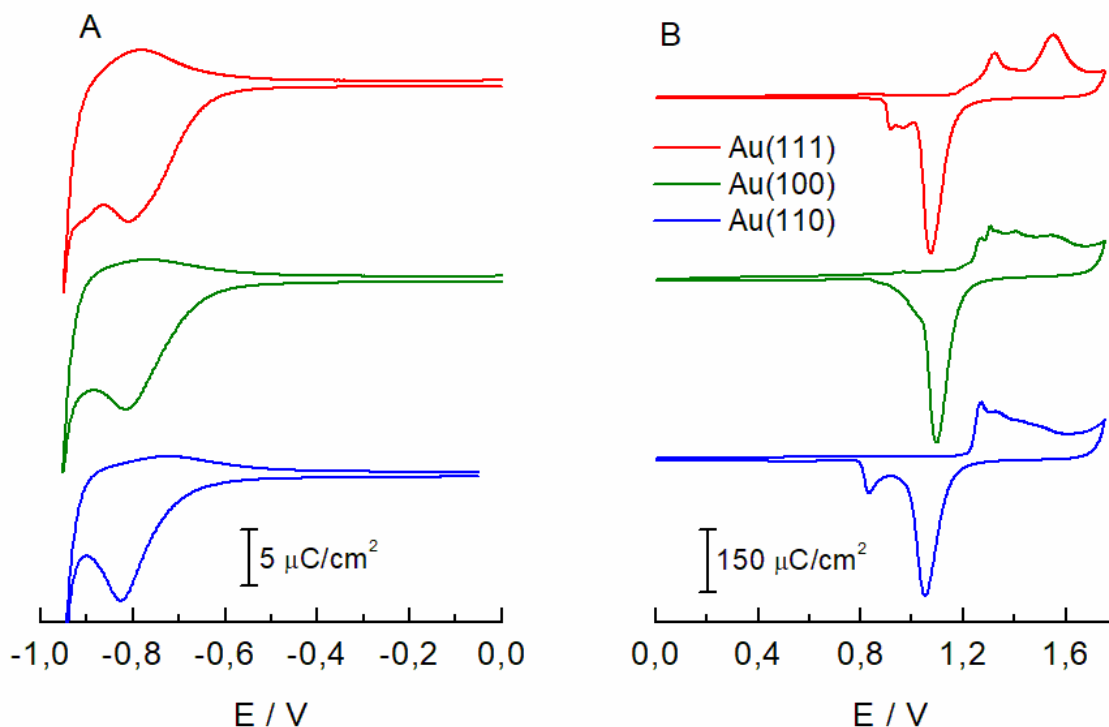 A
5 μC/cm²
-1,0 -0,8 -0,6 -0,4 -0,2 0,0
E / V
B
Au(111)
Au(100)
Au(110)
150 μC/cm²
0,0 0,4 0,8 1,2 1,6
E / V